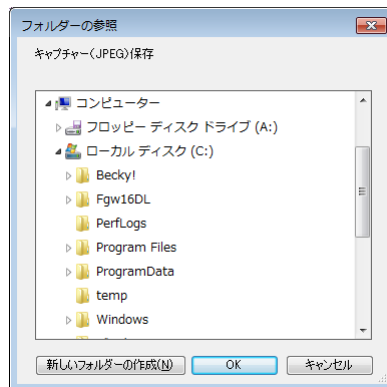 フォルダーの参照
キャプチャー(JPEG)保存
コンピューター
フロッピー ディスク ドライブ (A:)
ローカル ディスク (C:)
Becky!
Fgw16DL
PerfLogs
Program Files
ProgramData
temp
Windows
新しいフォルダーの作成(N)
OK
キャンセル